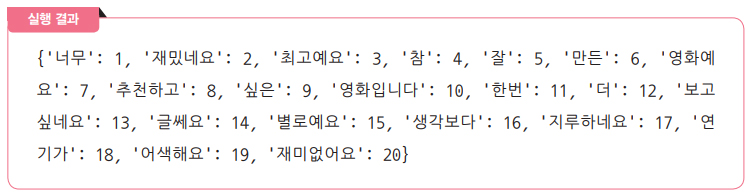 실행 결과
{'너무': 1, '재밌네요': 2, '최고예요': 3, '참': 4, '잘': 5, '만든': 6, '영화예
요': 7, '추천하고': 8, '싶은': 9, '영화입니다': 10, '한번': 11, '더': 12, '보고
싶네요': 13, '글쎄요': 14, '별로예요': 15, '생각보다': 16, '지루하네요': 17, '연
기가': 18, '어색해요': 19, '재미없어요': 20}